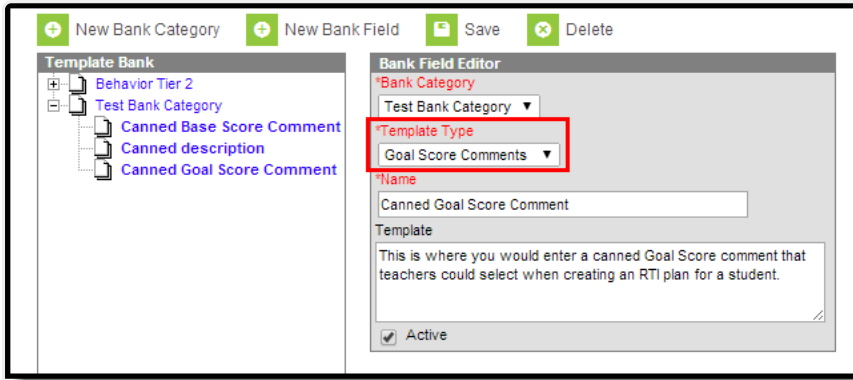 New Bank Category New Bank Field Save Delete
Template Bank
Behavior Tier 2
Test Bank Category
Canned Base Score Comment
Canned description
Canned Goal Score Comment
Bank Field Editor
*Bank Category
Test Bank Category
*Template Type
Goal Score Comments
*Name
Canned Goal Score Comment
Template
This is where you would enter a canned Goal Score comment that
teachers could select when creating an RTI plan for a student.
Active